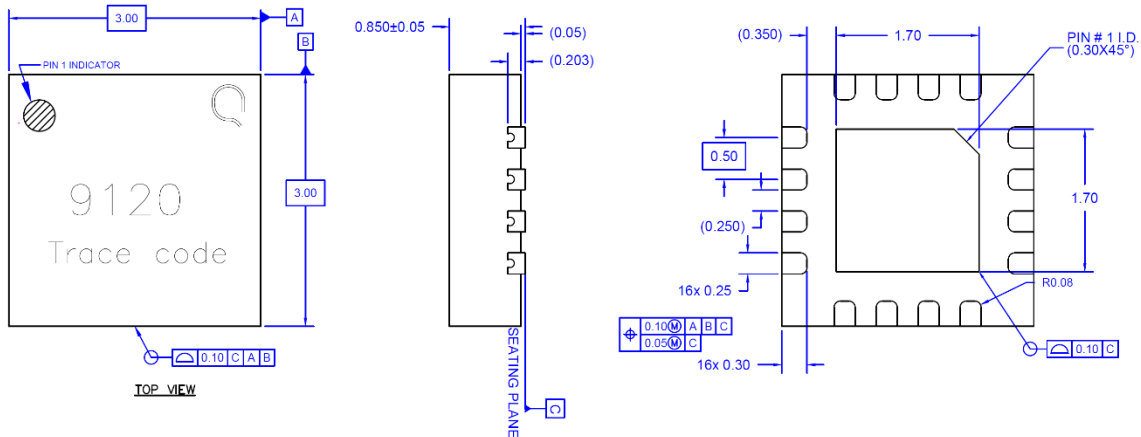 3.00
A
B
PIN 1 INDICATOR
3.00
9120
Trace code
0.10 C A B
TOP VIEW
0.850±0.05
(0.05)
(0.203)
SEATING PLANE
C
(0.350)
1.70
PIN # 1 I.D.
(0.30X45°)
0.50
(0.250)
1.70
16x 0.25
R0.08
0.10Ⓜ A B C
0.05Ⓜ C
16x 0.30
0.10 C